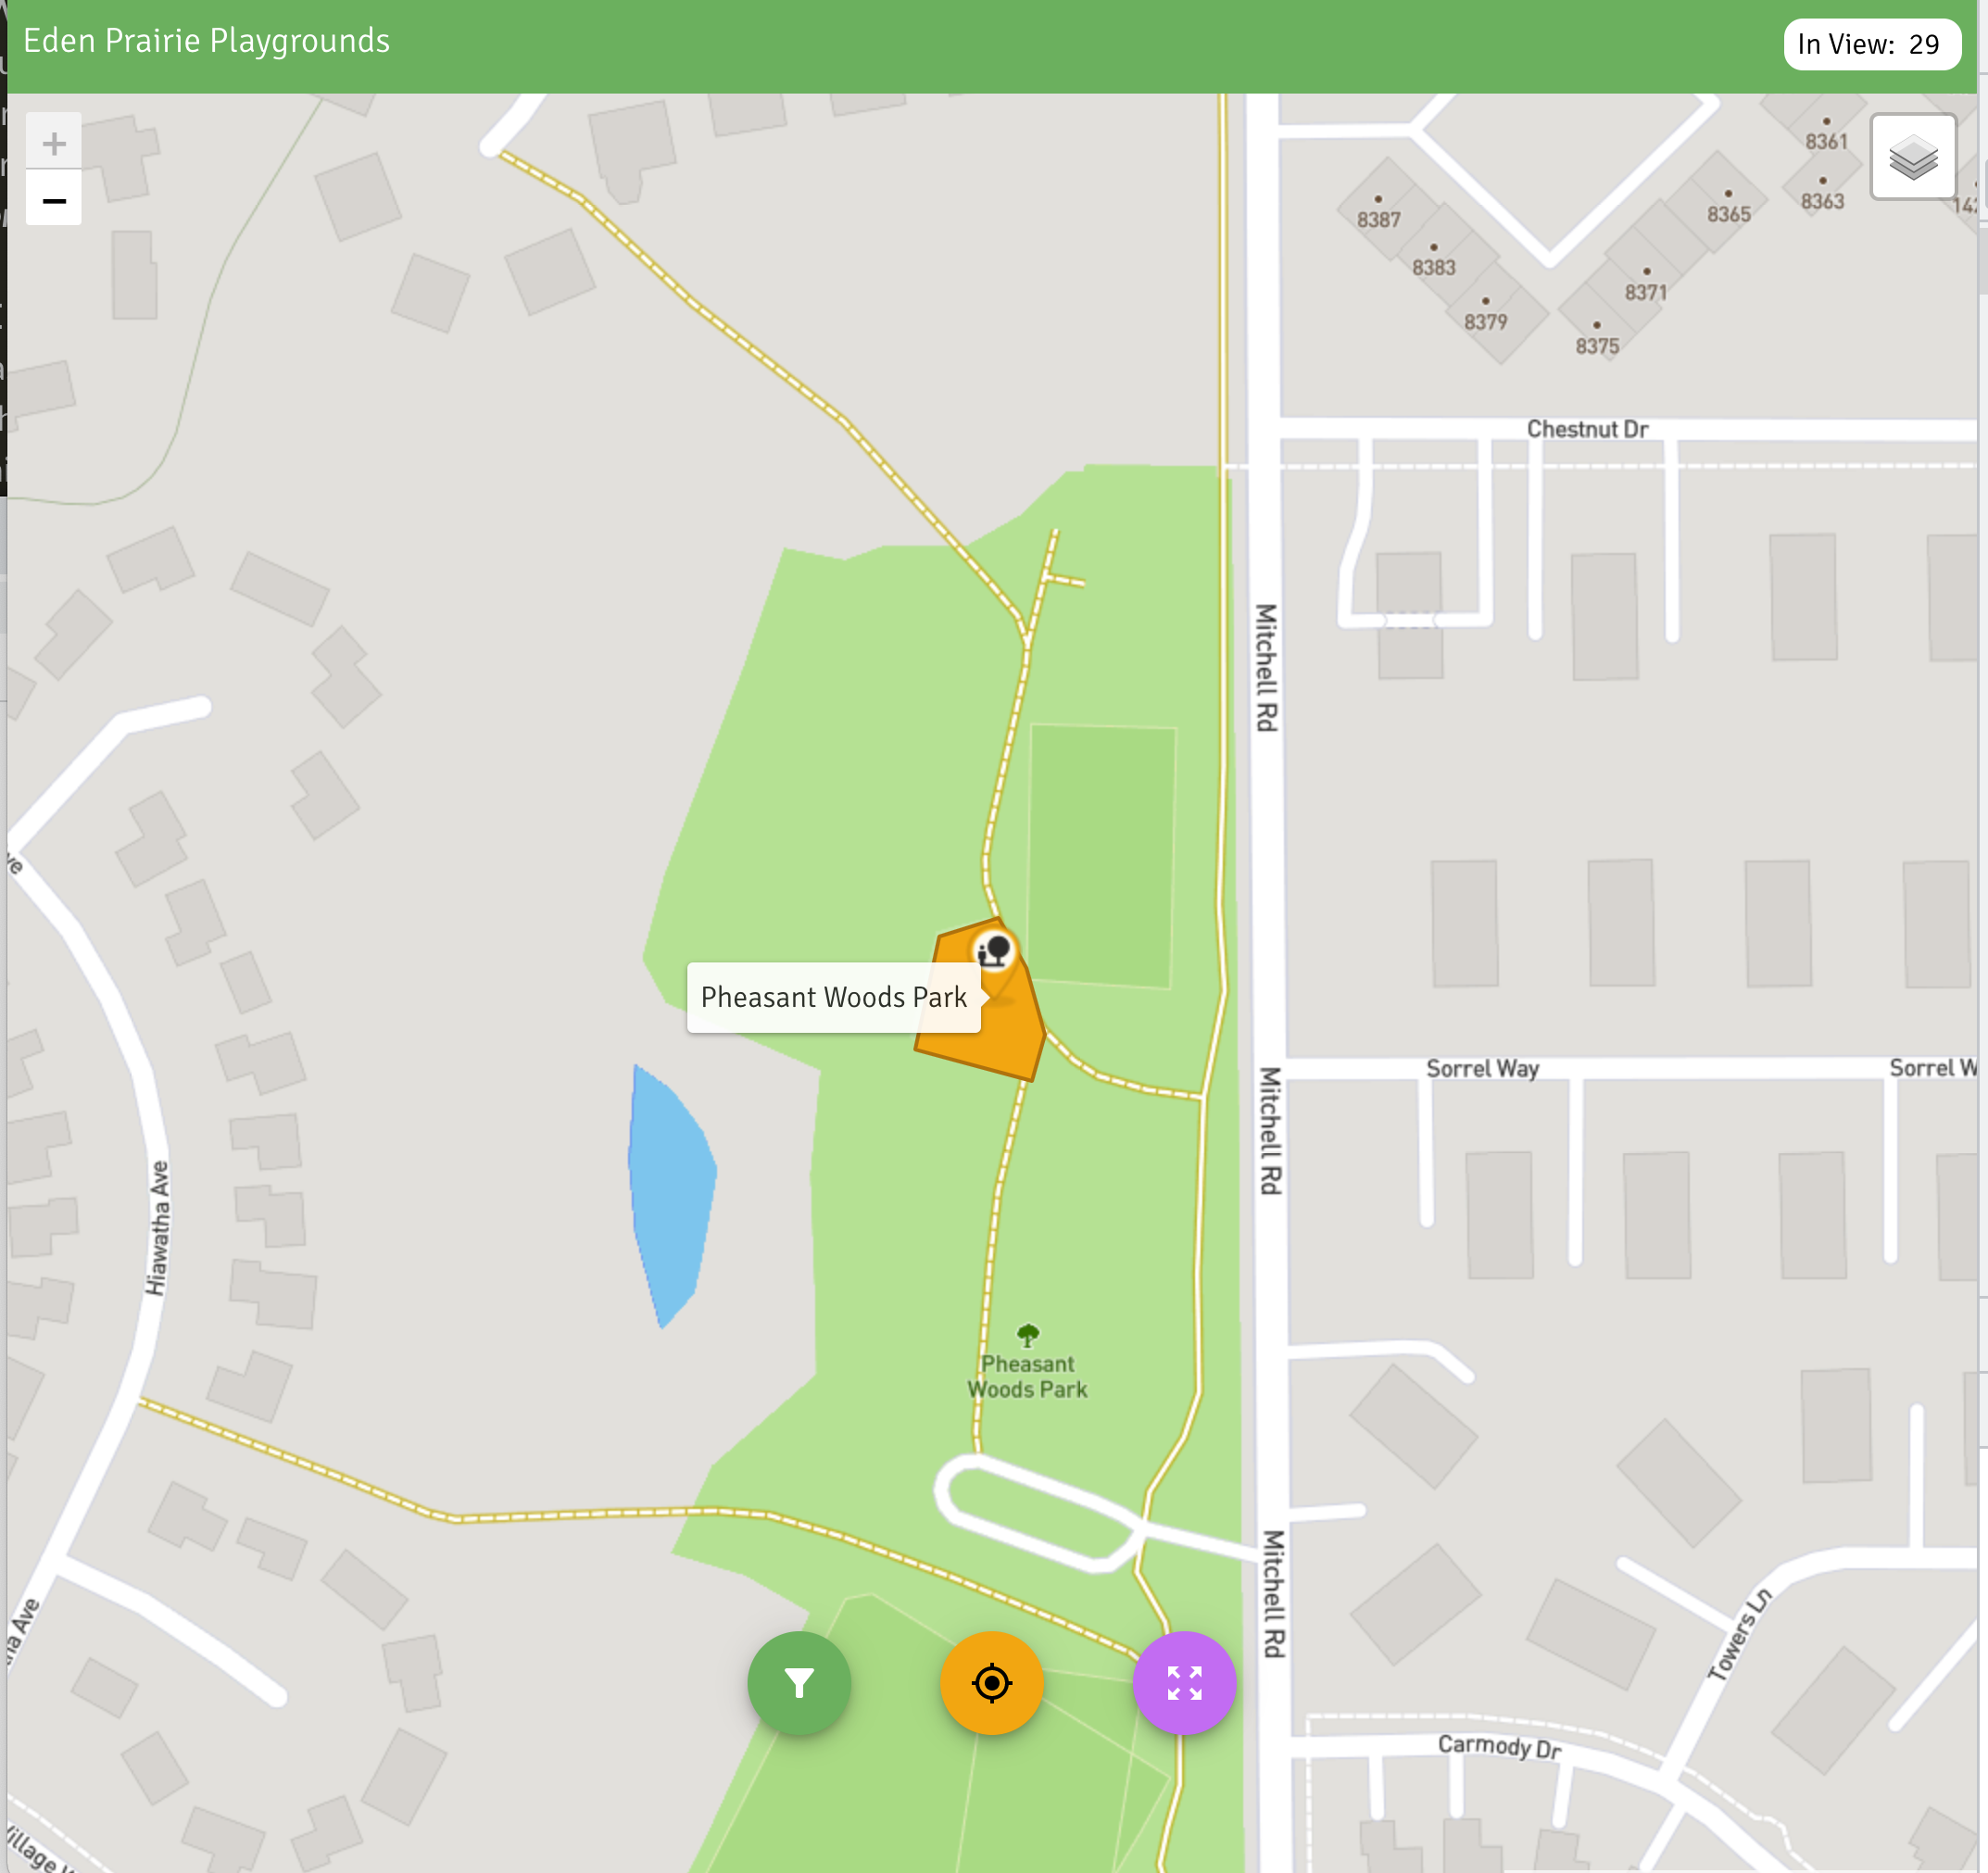 Eden Prairie Playgrounds
In View: 29
+
−
8361
8363
8365
8387
8383
8371
8379
8375
Chestnut Dr
Mitchell Rd
Pheasant Woods Park
Sorrel Way
Sorrel W
Mitchell Rd
Hiawatha Ave
Pheasant
Woods Park
Mitchell Rd
Towers Ln
Ave
Carmody Dr